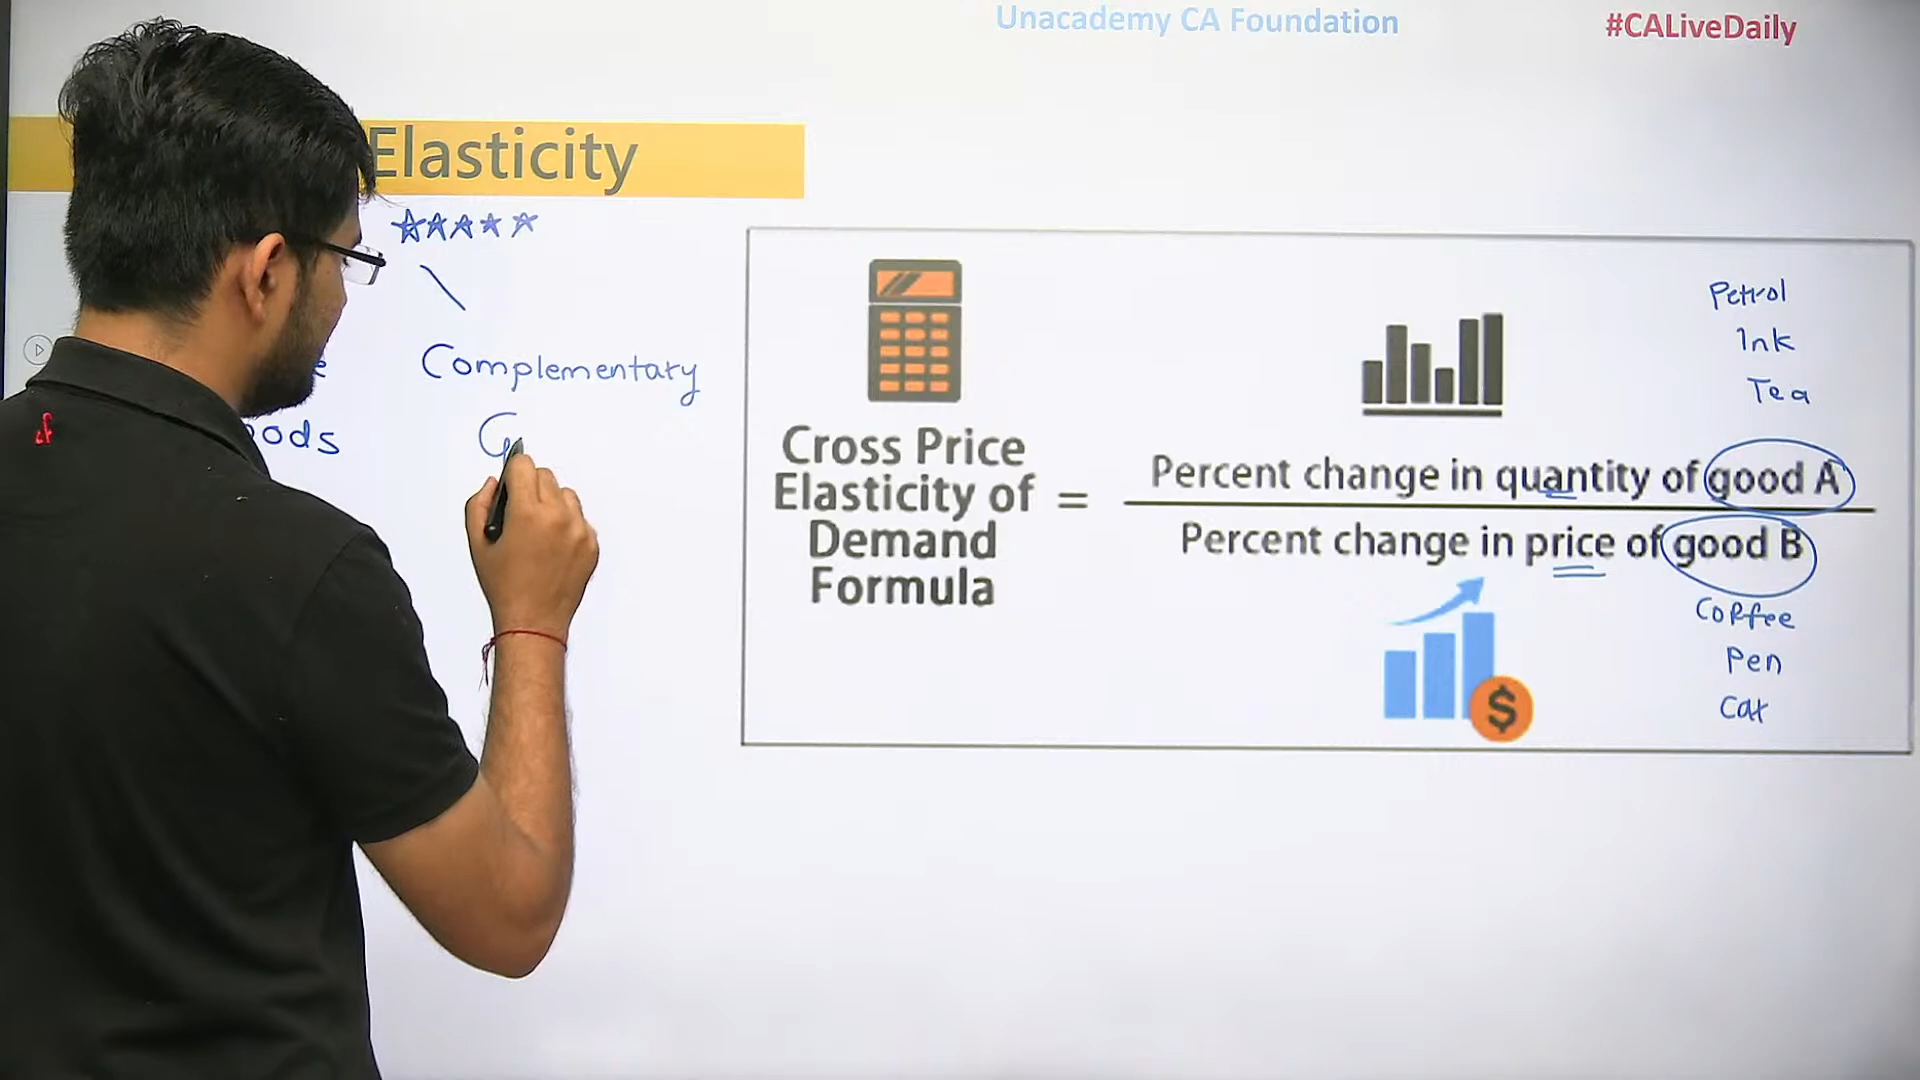 Unacademy CA Foundation
#CALiveDaily
Elasticity
Complementary
oods
Petrol
Ink
Tea
Cross Price
Elasticity of
Demand
Formula
=
Percent change in quantity of good A
Percent change in price of good B
$
Coffee
Pen
Car